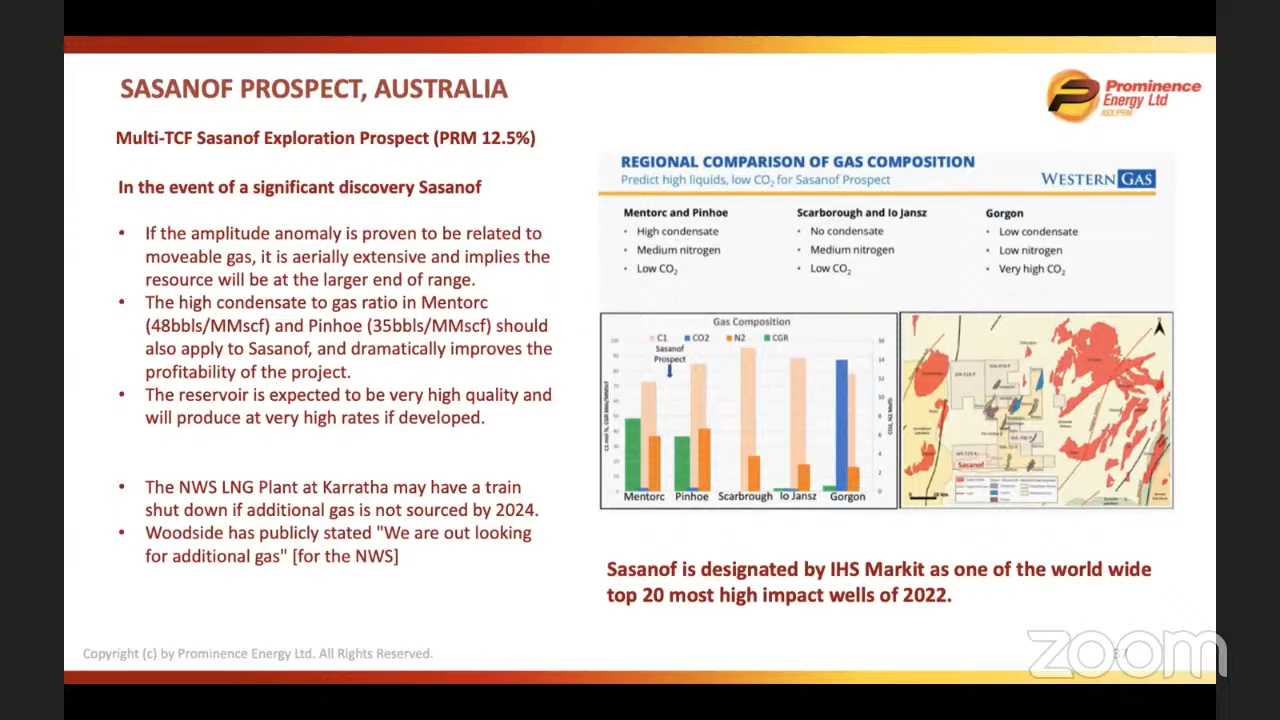 SASANOF PROSPECT, AUSTRALIA
Prominence
Energy Ltd
ASX.PRM
Multi-TCF Sasanof Exploration Prospect (PRM 12.5%)
In the event of a significant discovery Sasanof
• If the amplitude anomaly is proven to be related to
moveable gas, it is aerially extensive and implies the
resource will be at the larger end of range.
• The high condensate to gas ratio in Mentorc
(48bbls/MMscf) and Pinhoe (35bbls/MMscf) should
also apply to Sasanof, and dramatically improves the
profitability of the project.
• The reservoir is expected to be very high quality and
will produce at very high rates if developed.
• The NWS LNG Plant at Karratha may have a train
shut down if additional gas is not sourced by 2024.
• Woodside has publicly stated "We are out looking
for additional gas" [for the NWS]
REGIONAL COMPARISON OF GAS COMPOSITION
Predict high liquids, low CO₂ for Sasanof Prospect
WESTERN GAS
Mentorc and Pinhoe
• High condensate
• Medium nitrogen
• Low CO₂
Scarborough and Io Jansz
• No condensate
• Medium nitrogen
• Low CO₂
Gorgon
• Low condensate
• Low nitrogen
• Very high CO₂
Gas Composition
C1 CO2 N2 CGR
Sasanof
Prospect
Mentorc Pinhoe Scarbrough Io Jansz Gorgon
Sasanof
Sasanof is designated by IHS Markit as one of the world wide
top 20 most high impact wells of 2022.
Copyright (c) by Prominence Energy Ltd. All Rights Reserved.
37
zoom